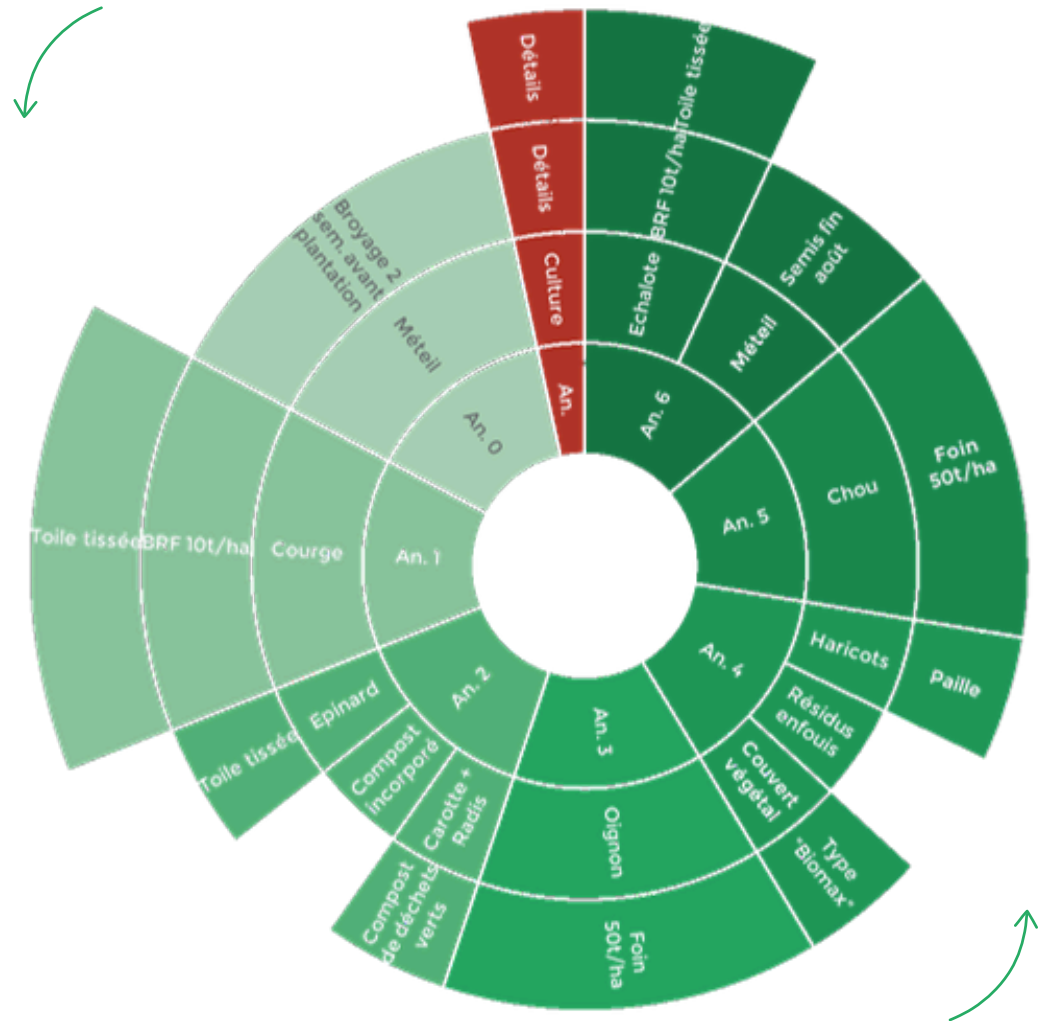 An.
Culture
Détails
Détails
An. 0
Méteil
Broyage 2
sem. avant
plantation
An. 1
Courge
BRF 10t/ha
Toile tissée
An. 2
Epinard
Toile tissée
Compost
incorporé
Carotte +
Radis
Compost
de déchets
verts
An. 3
Oignon
Foin
50t/ha
An. 4
Couvert
végétal
Type
"Biomax"
Résidus
enfouis
Haricots
Paille
An. 5
Chou
Foin
50t/ha
An. 6
Méteil
Semis fin
août
Echalote
BRF 10t/ha
Toile tissée